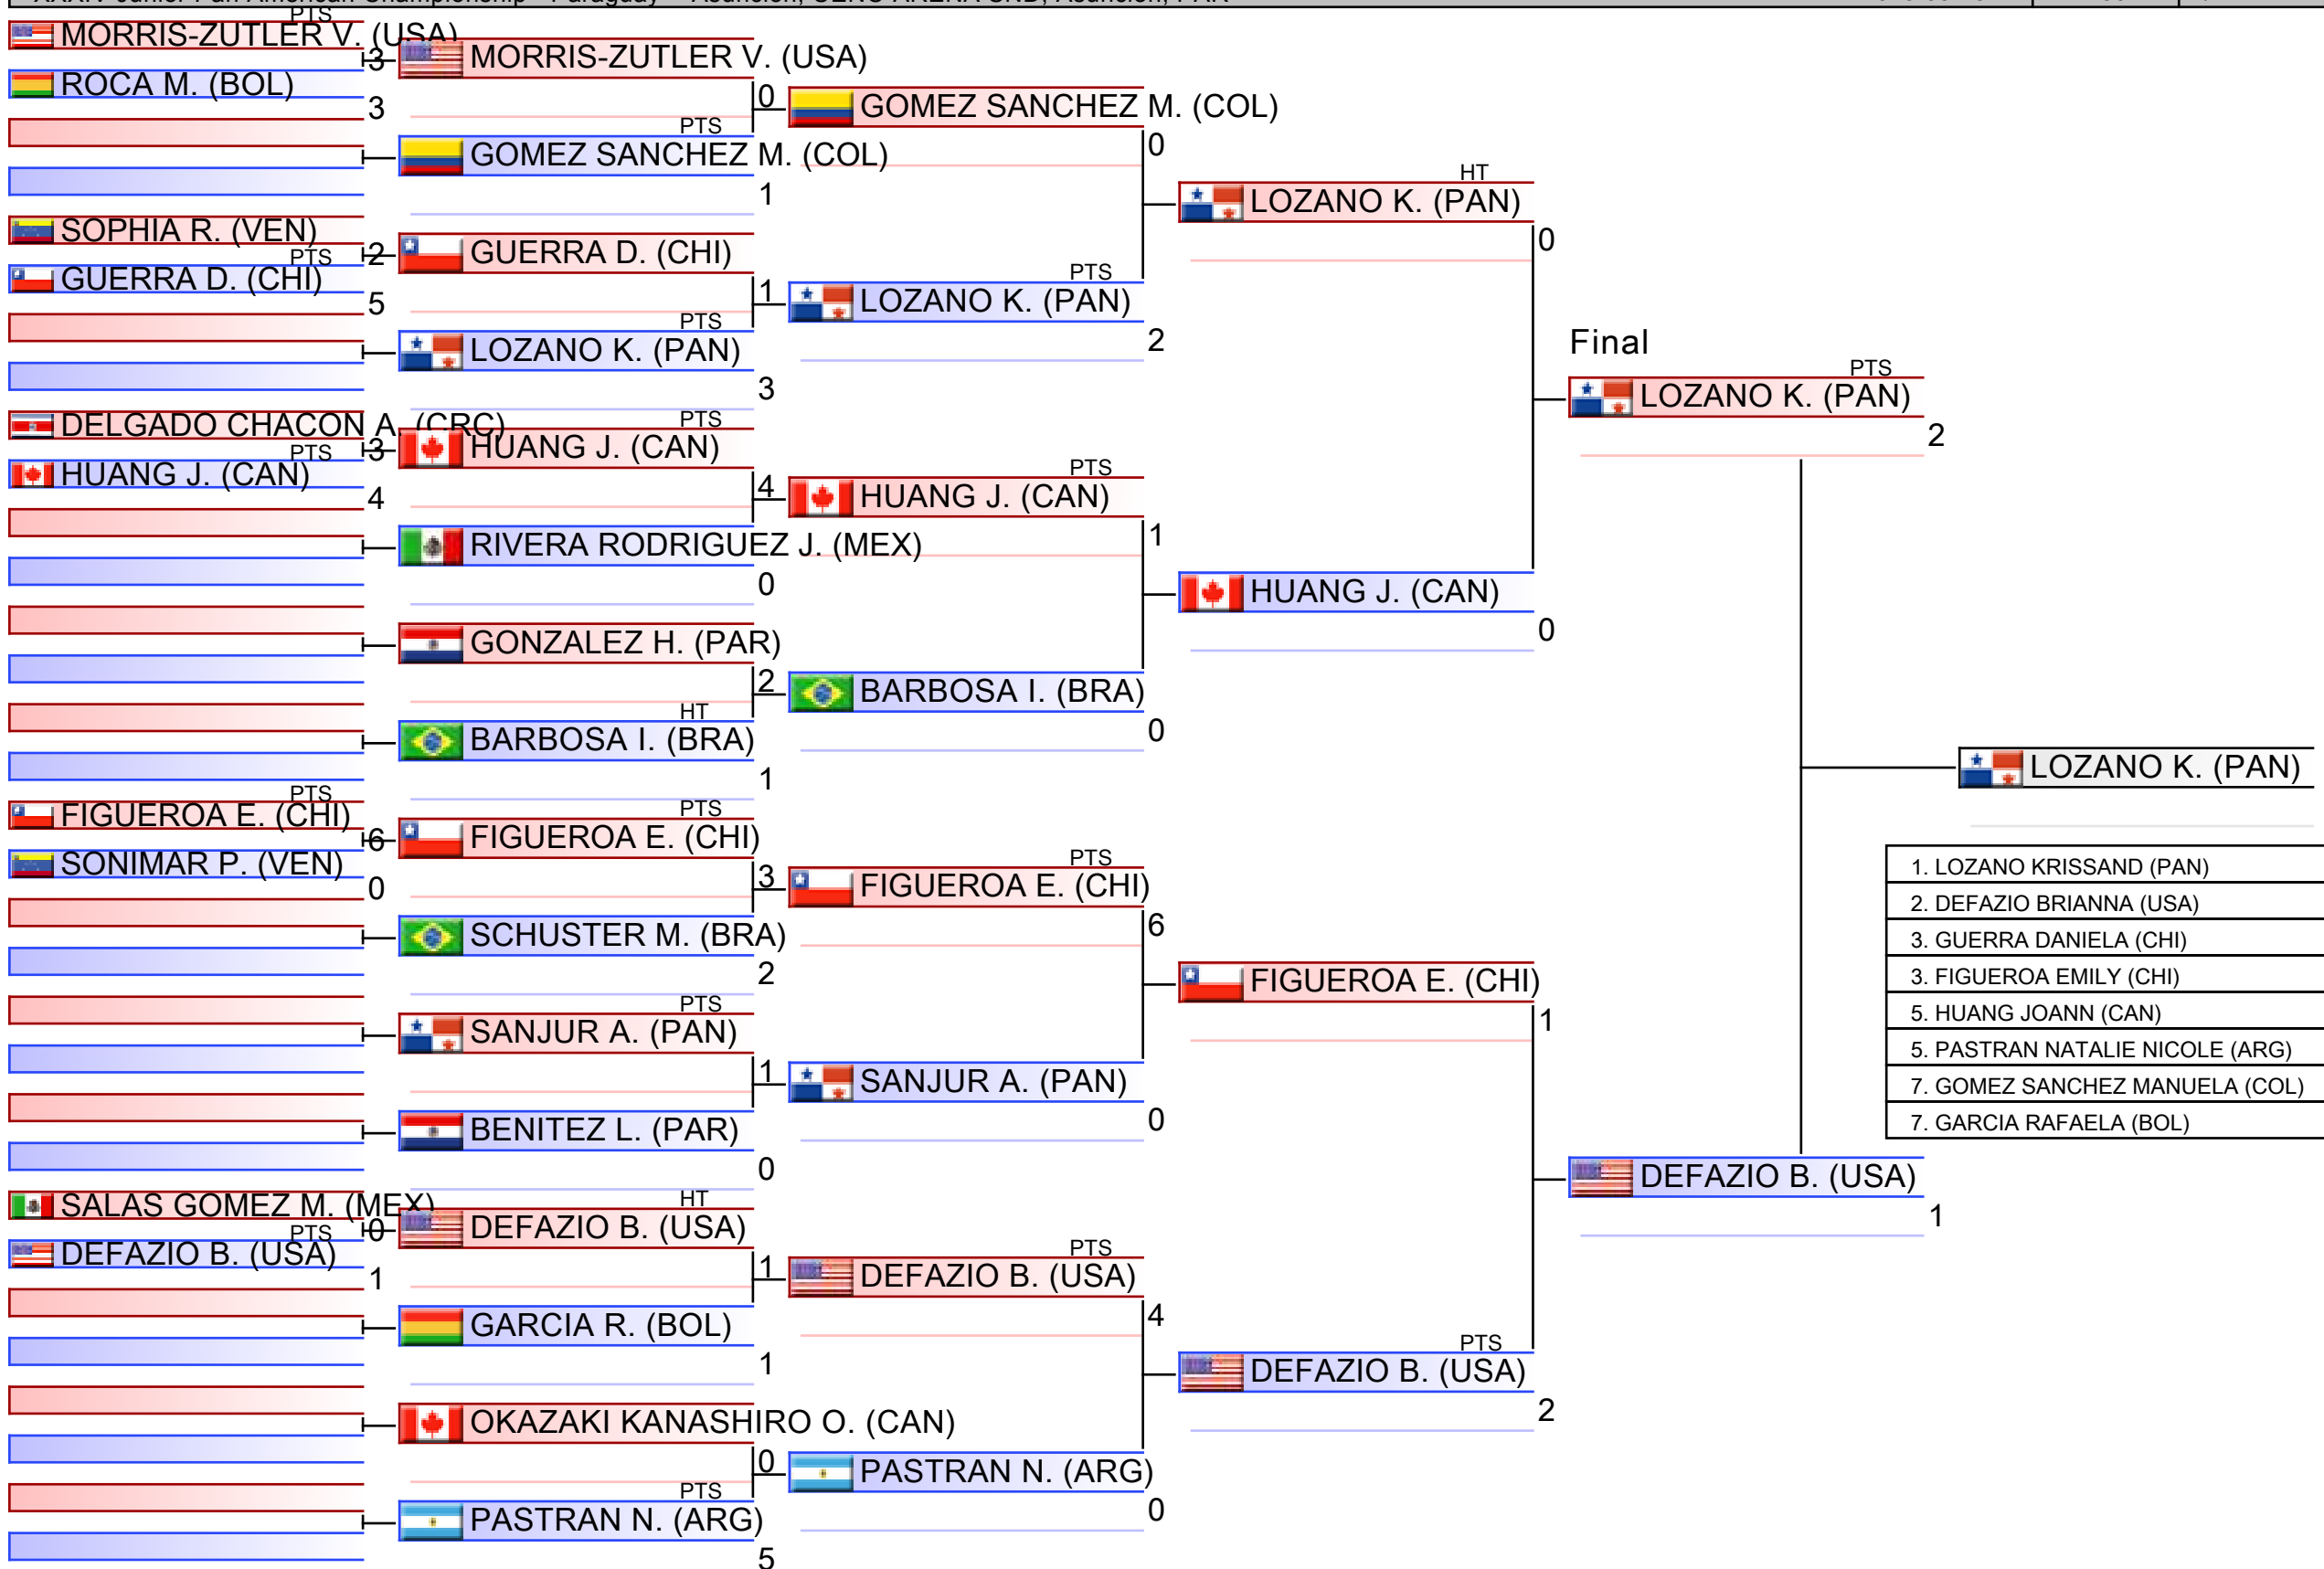 PTS
MORRIS-ZUTLER V. (USA)
3
ROCA M. (BOL)
3
SOPHIA R. (VEN)
2
PTS
GUERRA D. (CHI)
5
DELGADO CHACON A. (CRC)
3
PTS
HUANG J. (CAN)
4
PTS
FIGUEROA E. (CHI)
6
SONIMAR P. (VEN)
0
SALAS GOMEZ M. (MEX)
0
PTS
DEFAZIO B. (USA)
1
MORRIS-ZUTLER V. (USA)
0
PTS
GOMEZ SANCHEZ M. (COL)
1
GUERRA D. (CHI)
1
PTS
LOZANO K. (PAN)
3
PTS
HUANG J. (CAN)
4
RIVERA RODRIGUEZ J. (MEX)
0
GONZALEZ H. (PAR)
2
HT
BARBOSA I. (BRA)
1
PTS
FIGUEROA E. (CHI)
3
SCHUSTER M. (BRA)
2
PTS
SANJUR A. (PAN)
1
BENITEZ L. (PAR)
0
HT
DEFAZIO B. (USA)
1
GARCIA R. (BOL)
1
OKAZAKI KANASHIRO O. (CAN)
0
PTS
PASTRAN N. (ARG)
5
GOMEZ SANCHEZ M. (COL)
0
PTS
LOZANO K. (PAN)
2
PTS
HUANG J. (CAN)
1
BARBOSA I. (BRA)
0
PTS
FIGUEROA E. (CHI)
6
SANJUR A. (PAN)
0
PTS
DEFAZIO B. (USA)
4
PASTRAN N. (ARG)
0
HT
LOZANO K. (PAN)
0
HUANG J. (CAN)
0
FIGUEROA E. (CHI)
1
PTS
DEFAZIO B. (USA)
2
Final
PTS
LOZANO K. (PAN)
2
DEFAZIO B. (USA)
1
LOZANO K. (PAN)
1. LOZANO KRISSAND (PAN)
2. DEFAZIO BRIANNA (USA)
3. GUERRA DANIELA (CHI)
3. FIGUEROA EMILY (CHI)
5. HUANG JOANN (CAN)
5. PASTRAN NATALIE NICOLE (ARG)
7. GOMEZ SANCHEZ MANUELA (COL)
7. GARCIA RAFAELA (BOL)